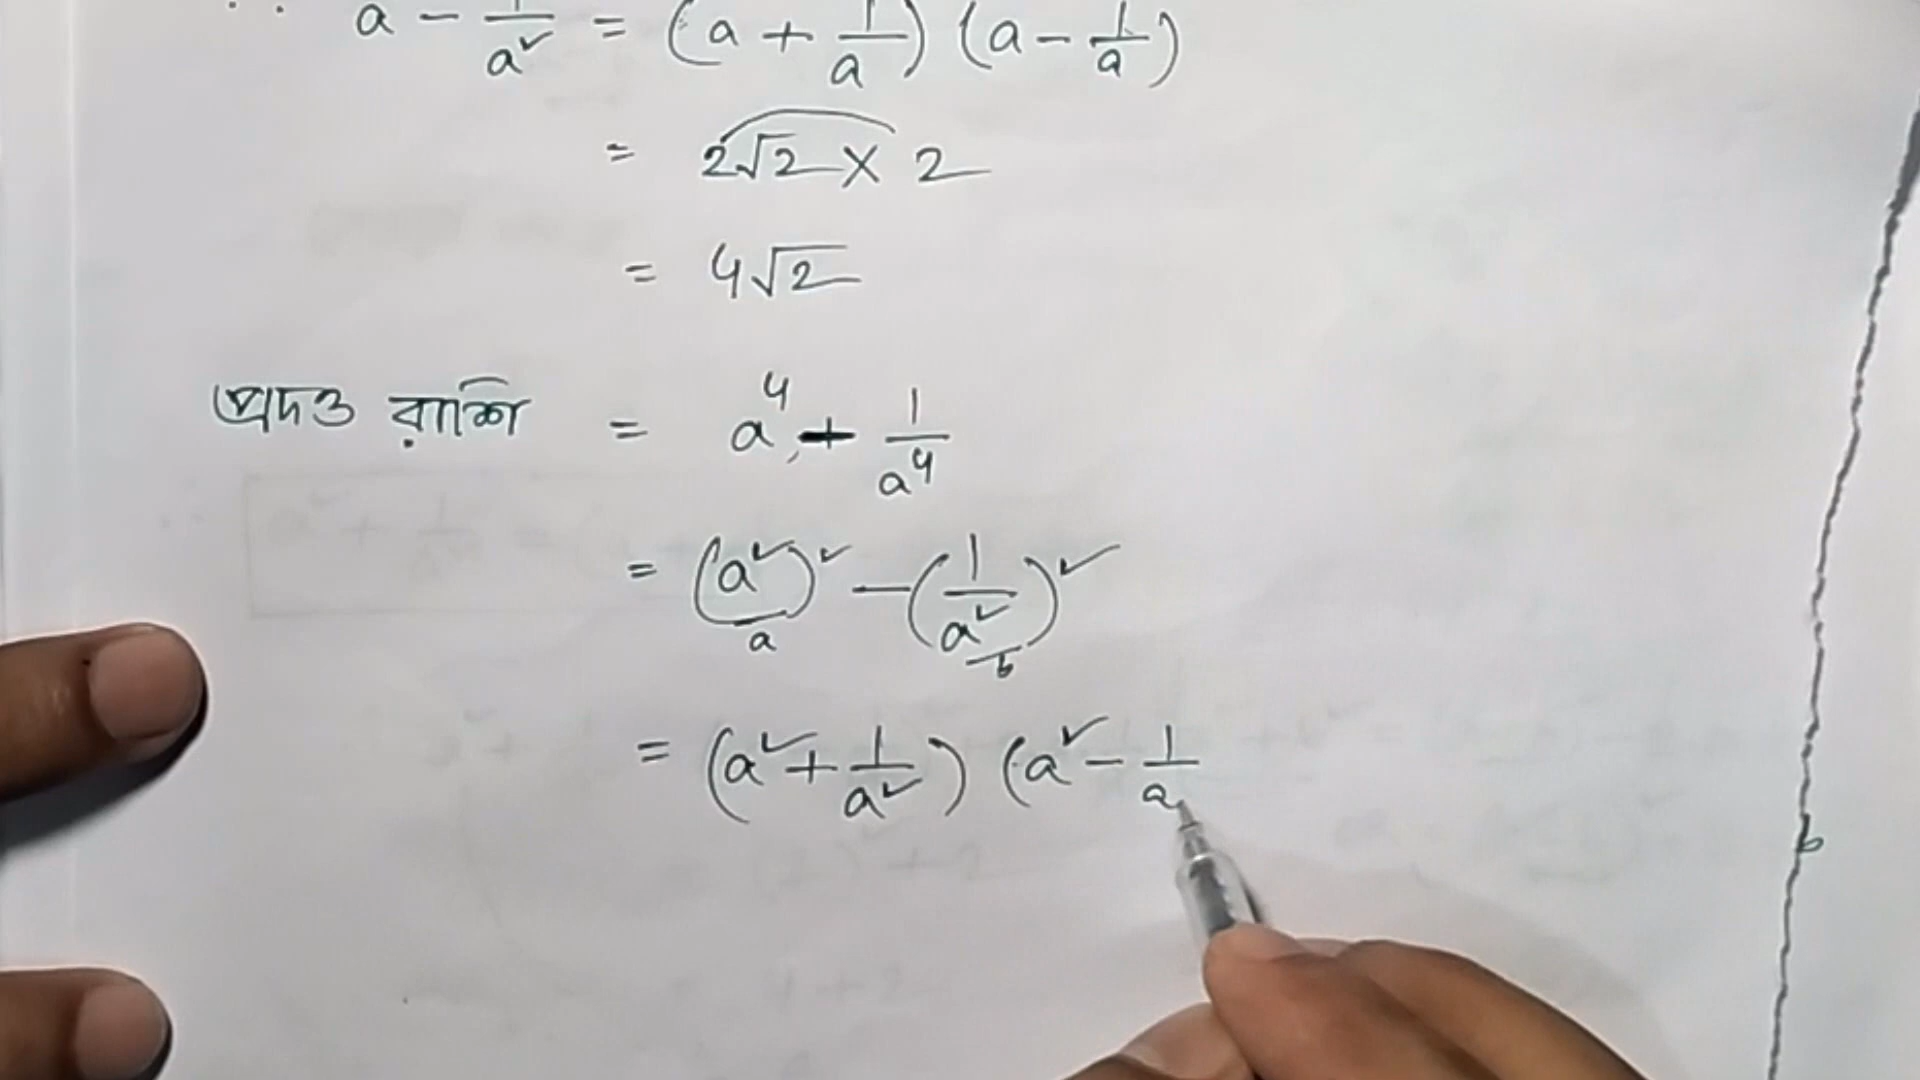 ∴ a - 1/a² = (a + 1/a) (a - 1/a)
= 2√2 × 2
= 4√2
প্রদত্ত রাশি = a⁴ - 1/a⁴
= (a²)² - (1/a²)²
a b
= (a² + 1/a²) (a² - 1/a
b